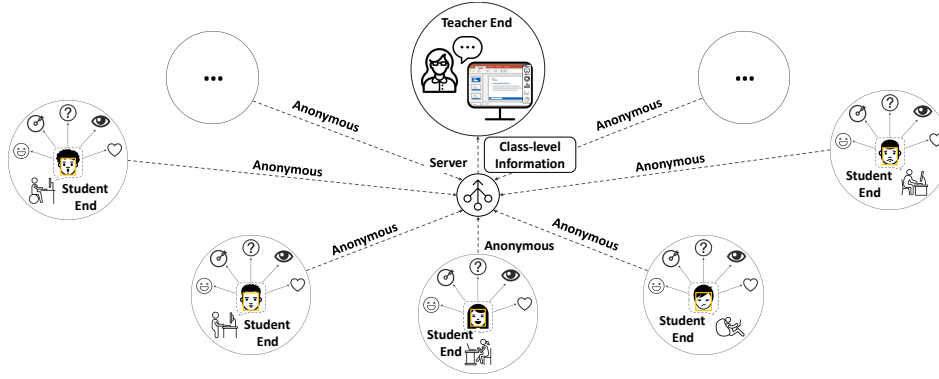 Teacher End
...
...
...
Anonymous
Anonymous
Class-level
Information
Server
Anonymous
Anonymous
?
?
Student
End
Student
End
Anonymous
Anonymous
Anonymous
?
?
?
Student
End
Student
End
Student
End